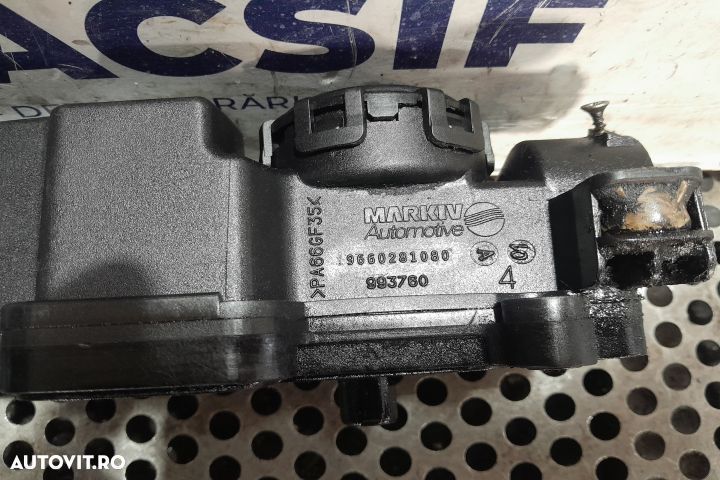 ACSIF
>PA66GF35<
MARKIV
Automotive
9660281080
993760
4
AUTOVIT.RO